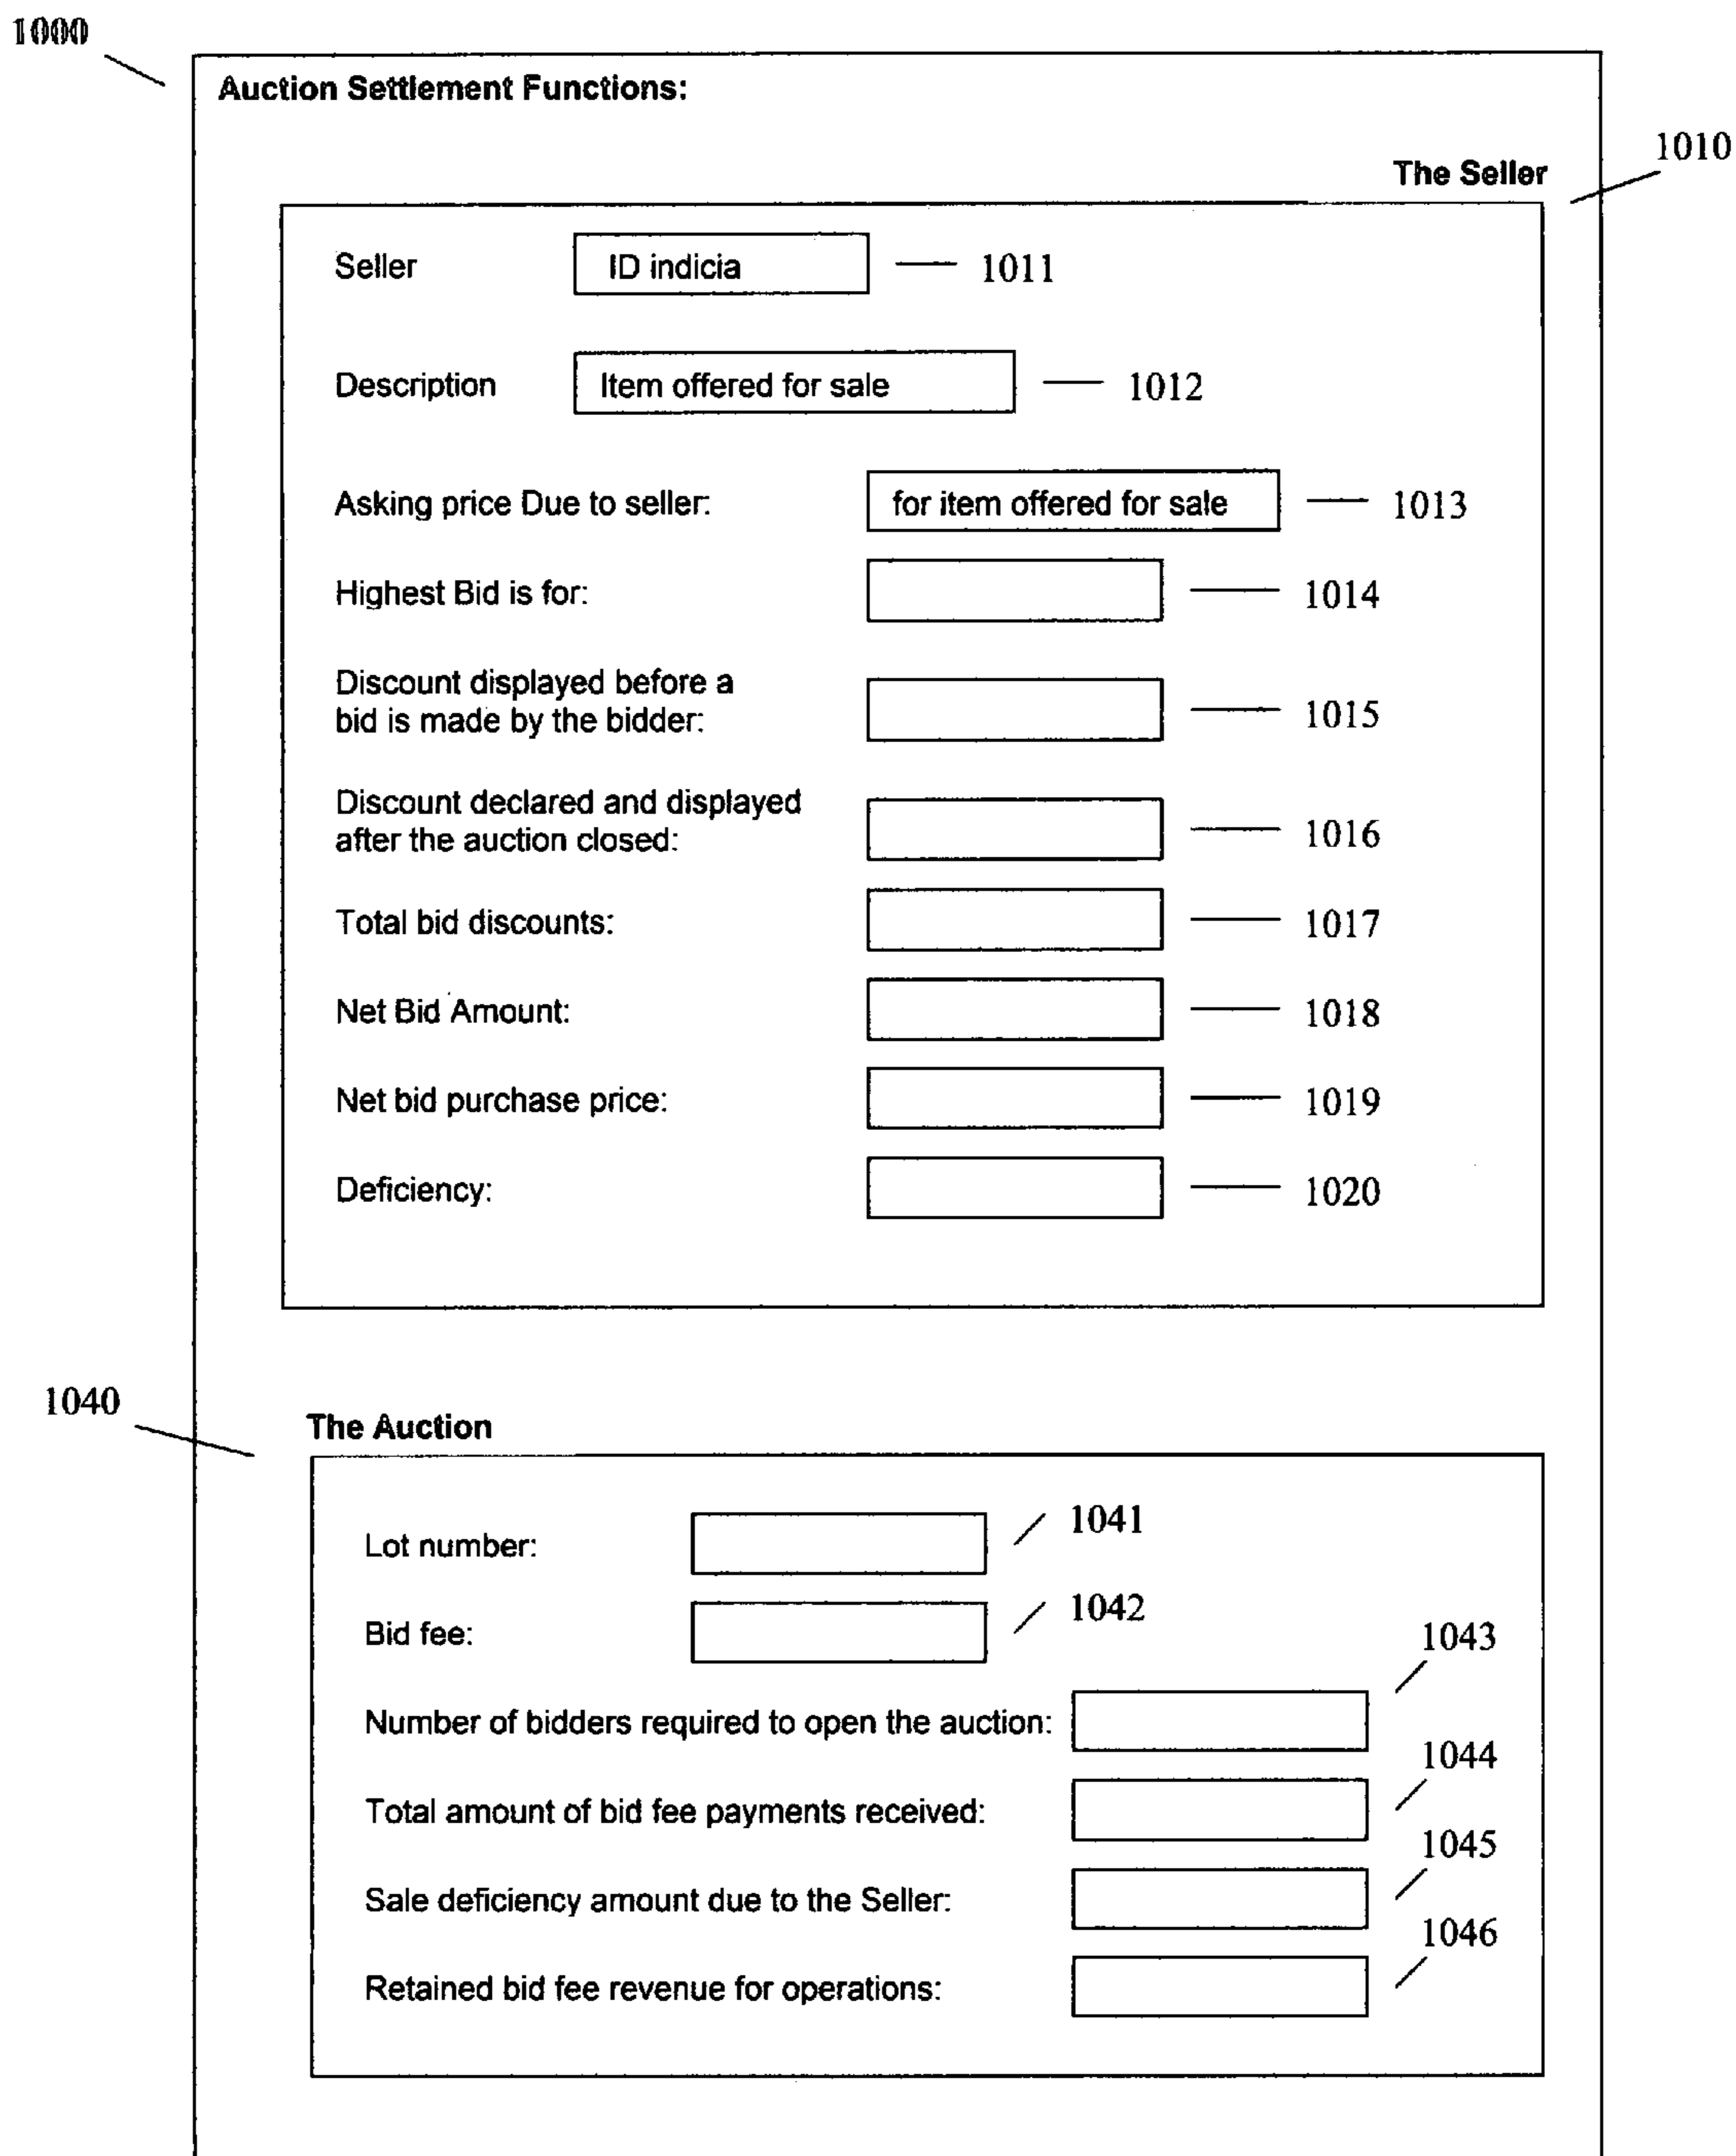 1000
Auction Settlement Functions:
1010
The Seller
Seller ID indicia 1011
Description Item offered for sale 1012
Asking price Due to seller: for item offered for sale 1013
Highest Bid is for: 1014
Discount displayed before a
bid is made by the bidder: 1015
Discount declared and displayed
after the auction closed: 1016
Total bid discounts: 1017
Net Bid Amount: 1018
Net bid purchase price: 1019
Deficiency: 1020
1040
The Auction
Lot number: 1041
Bid fee: 1042
Number of bidders required to open the auction: 1043
Total amount of bid fee payments received: 1044
Sale deficiency amount due to the Seller: 1045
Retained bid fee revenue for operations: 1046